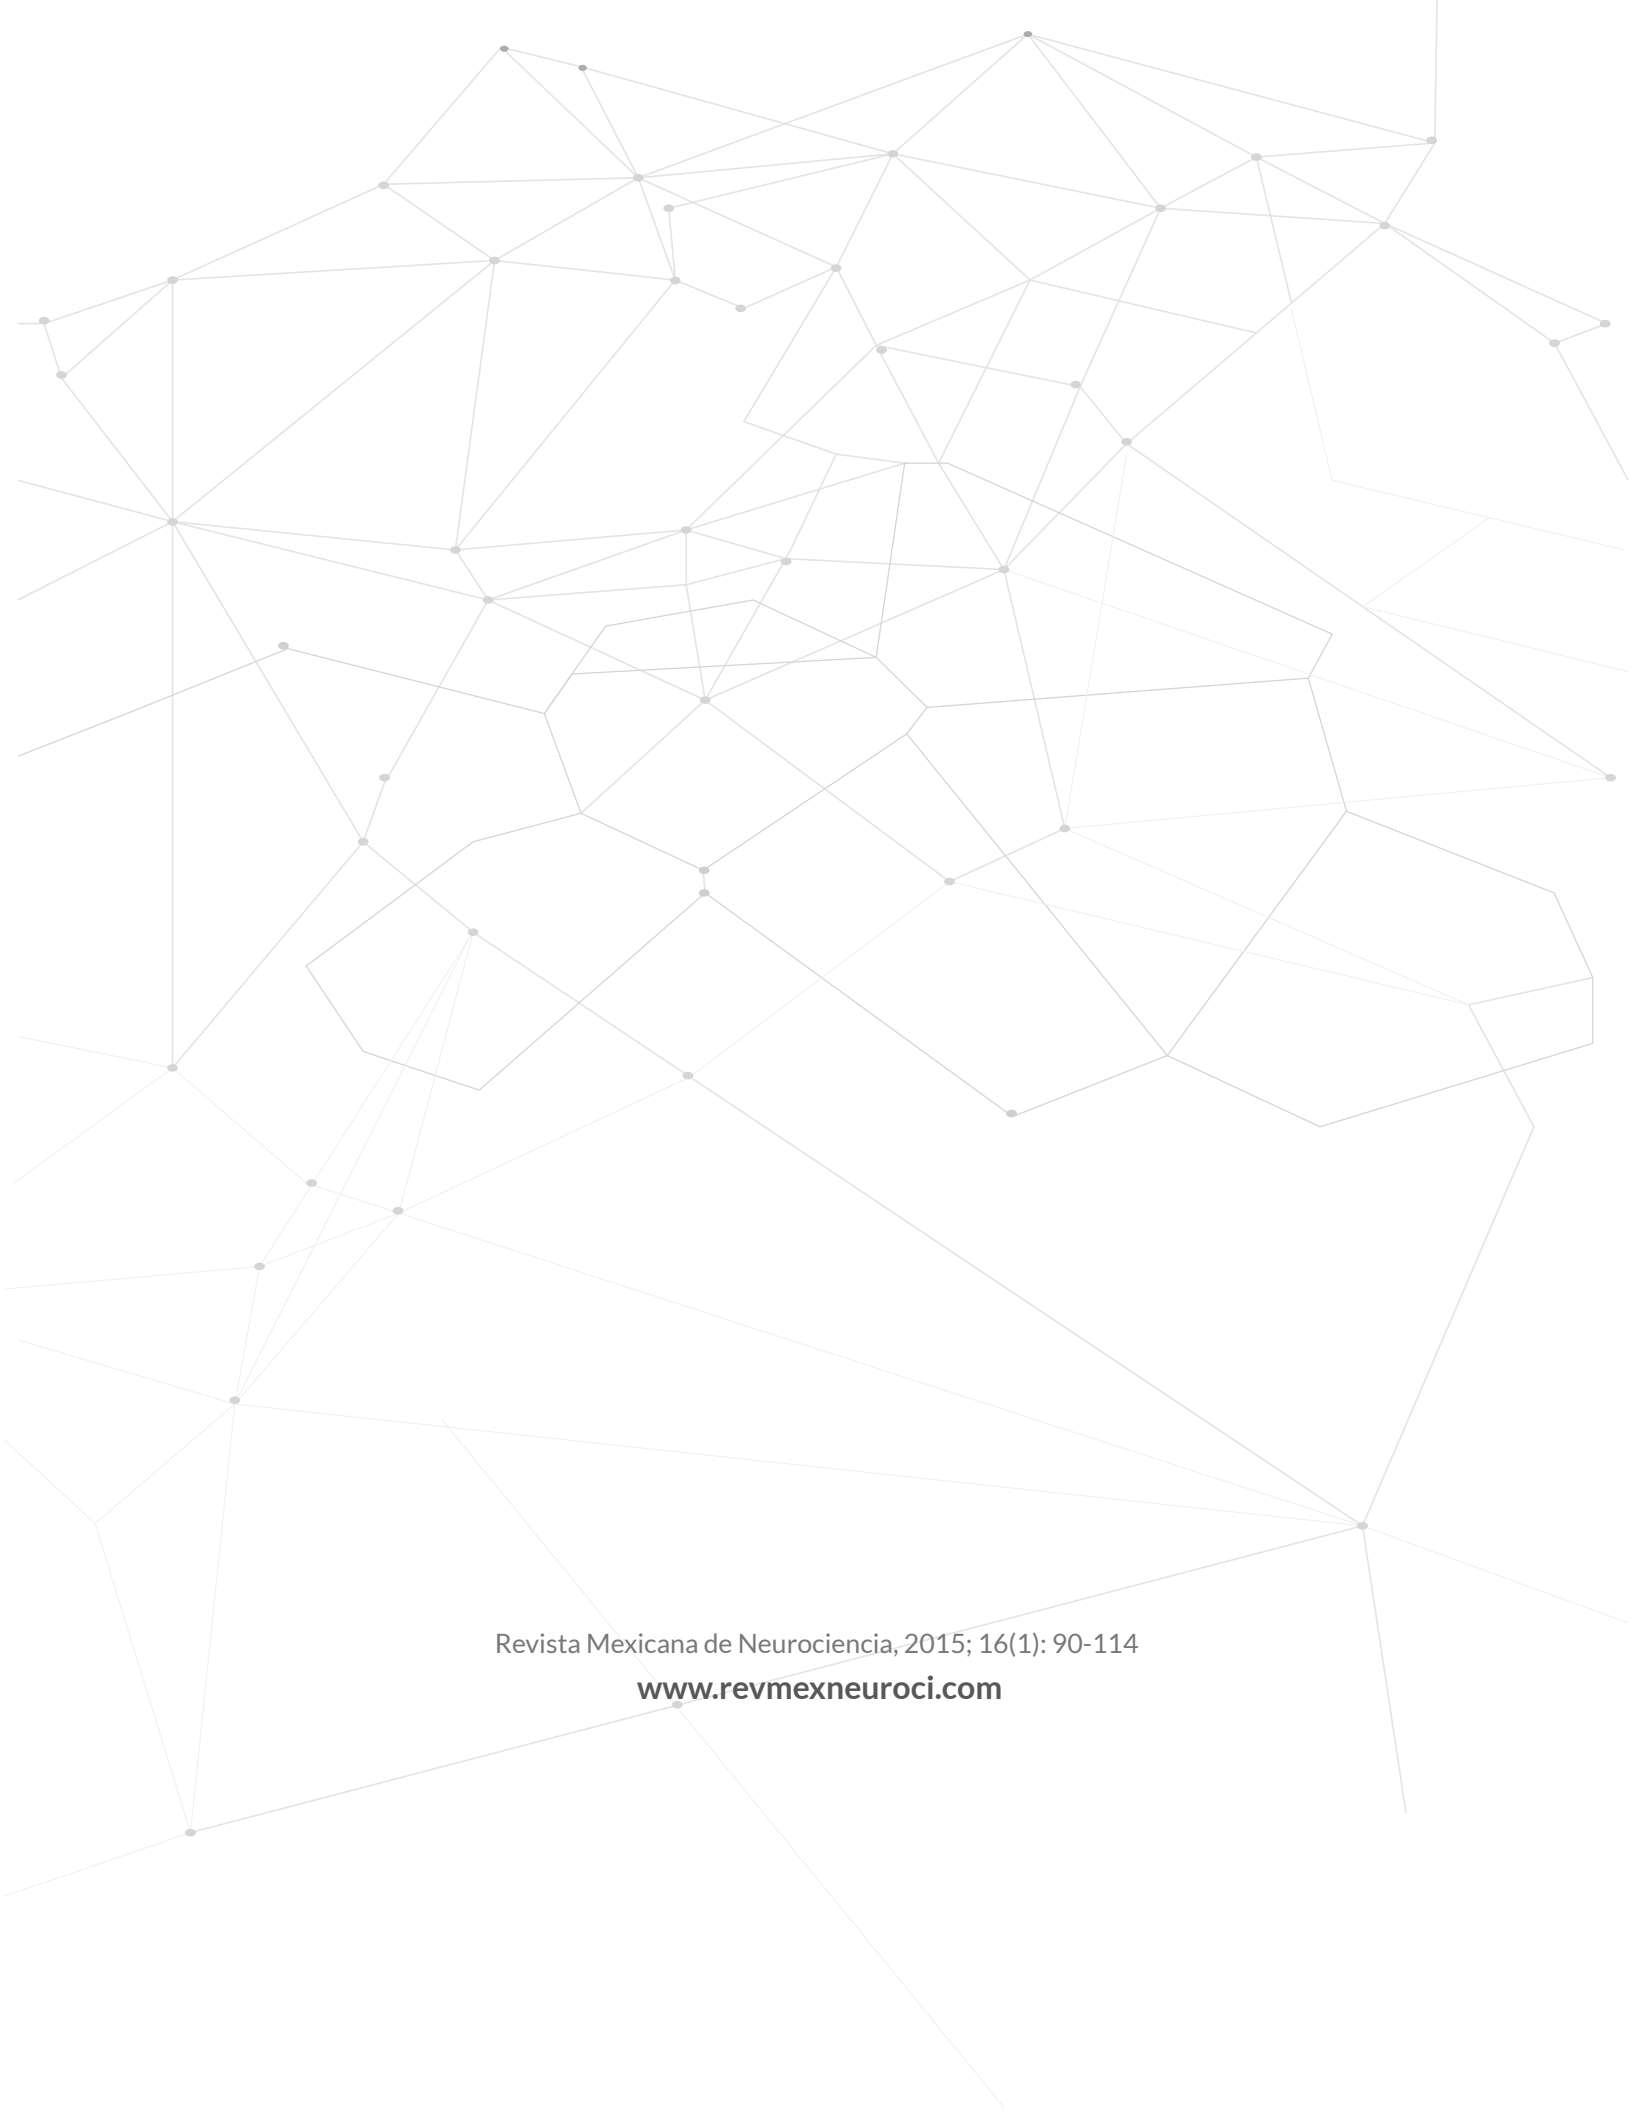 Revista Mexicana de Neurociencia, 2015; 16(1): 90-114
www.revmexneuroci.com